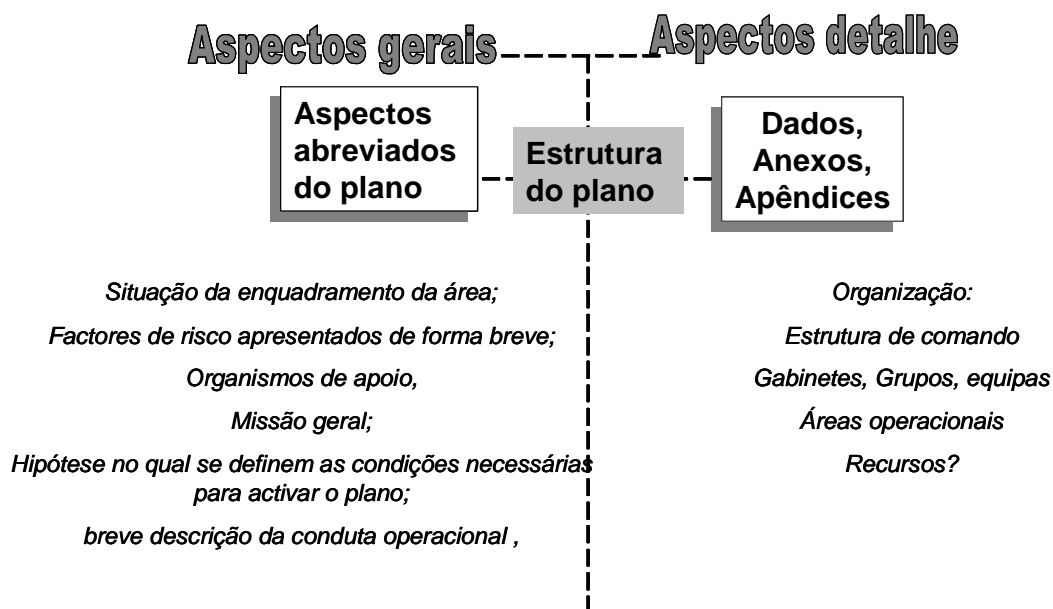 Aspectos gerais
Aspectos detalhe
Aspectos
abreviados
do plano
Estrutura
do plano
Dados,
Anexos,
Apêndices
Situação da enquadramento da área;
Factores de risco apresentados de forma breve;
Organismos de apoio,
Missão geral;
Hipótese no qual se definem as condições necessárias
para activar o plano;
breve descrição da conduta operacional ,
Organização:
Estrutura de comando
Gabinetes, Grupos, equipas
Áreas operacionais
Recursos?